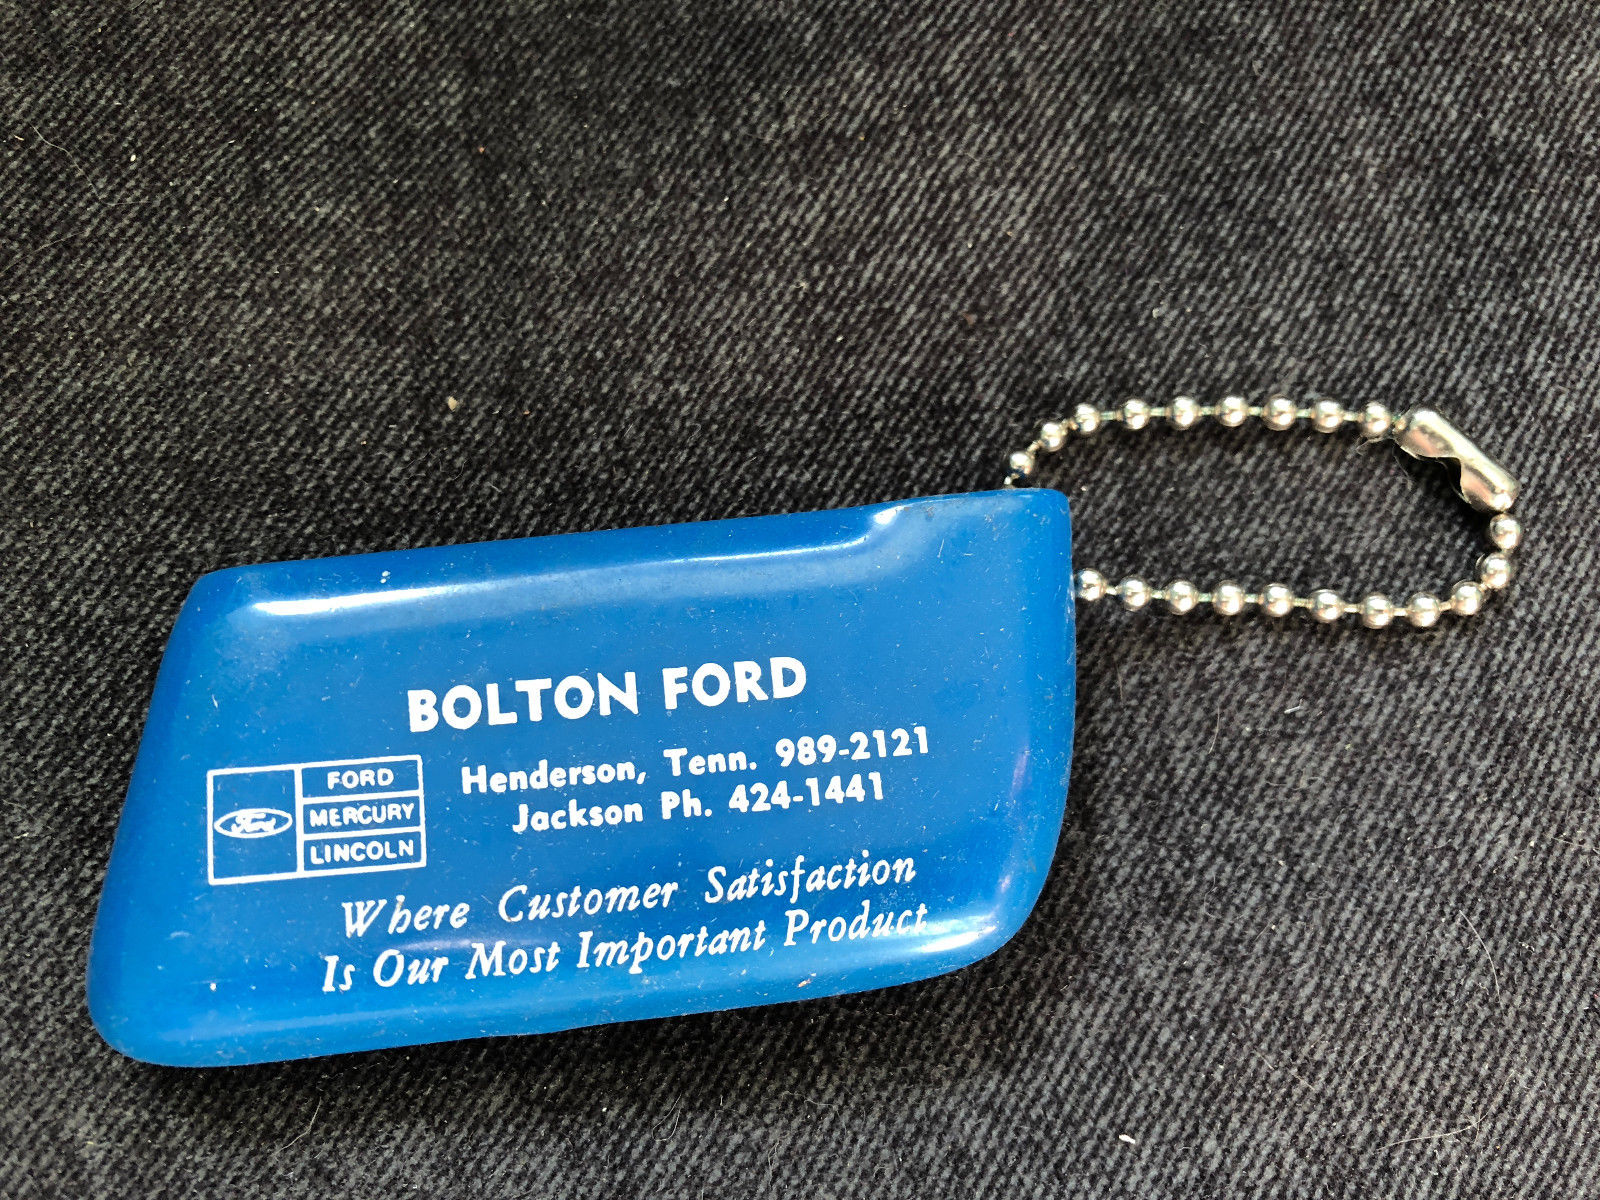 BOLTON FORD
Henderson, Tenn. 989-2121
Jackson Ph. 424-1441
Ford
FORD
MERCURY
LINCOLN
Where Customer Satisfaction
Is Our Most Important Product